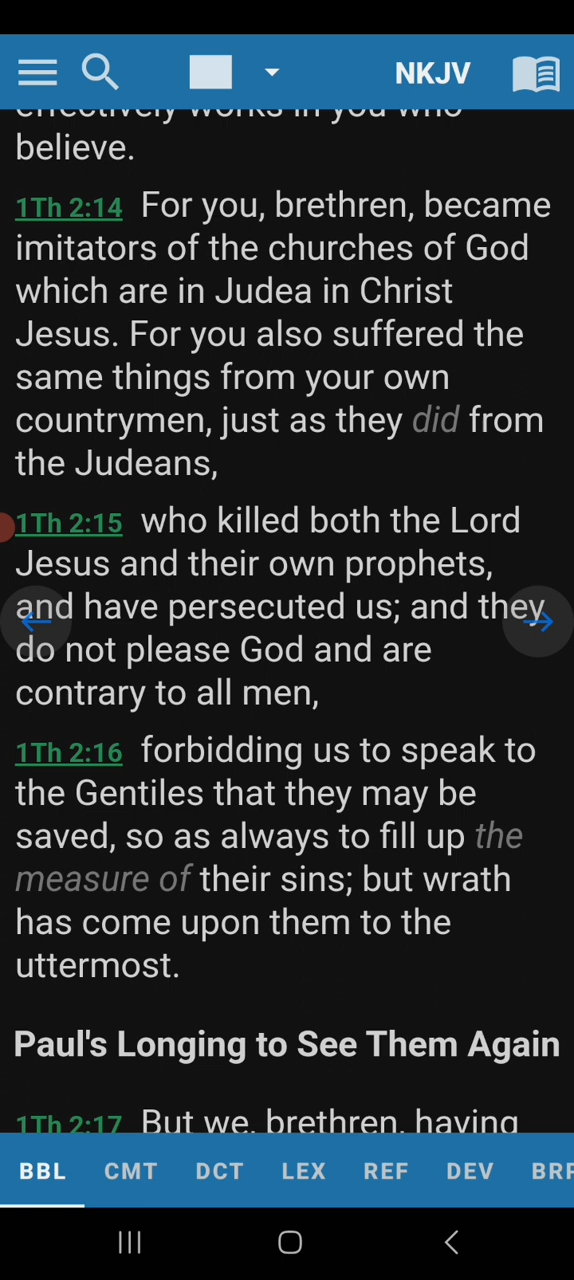 NKJV
effectively works in you who
believe.
1Th 2:14 For you, brethren, became
imitators of the churches of God
which are in Judea in Christ
Jesus. For you also suffered the
same things from your own
countrymen, just as they did from
the Judeans,
1Th 2:15 who killed both the Lord
Jesus and their own prophets,
and have persecuted us; and they
do not please God and are
contrary to all men,
1Th 2:16 forbidding us to speak to
the Gentiles that they may be
saved, so as always to fill up the
measure of their sins; but wrath
has come upon them to the
uttermost.
Paul's Longing to See Them Again
1Th 2:17 But we, brethren, having
BBL CMT DCT LEX REF DEV BRP